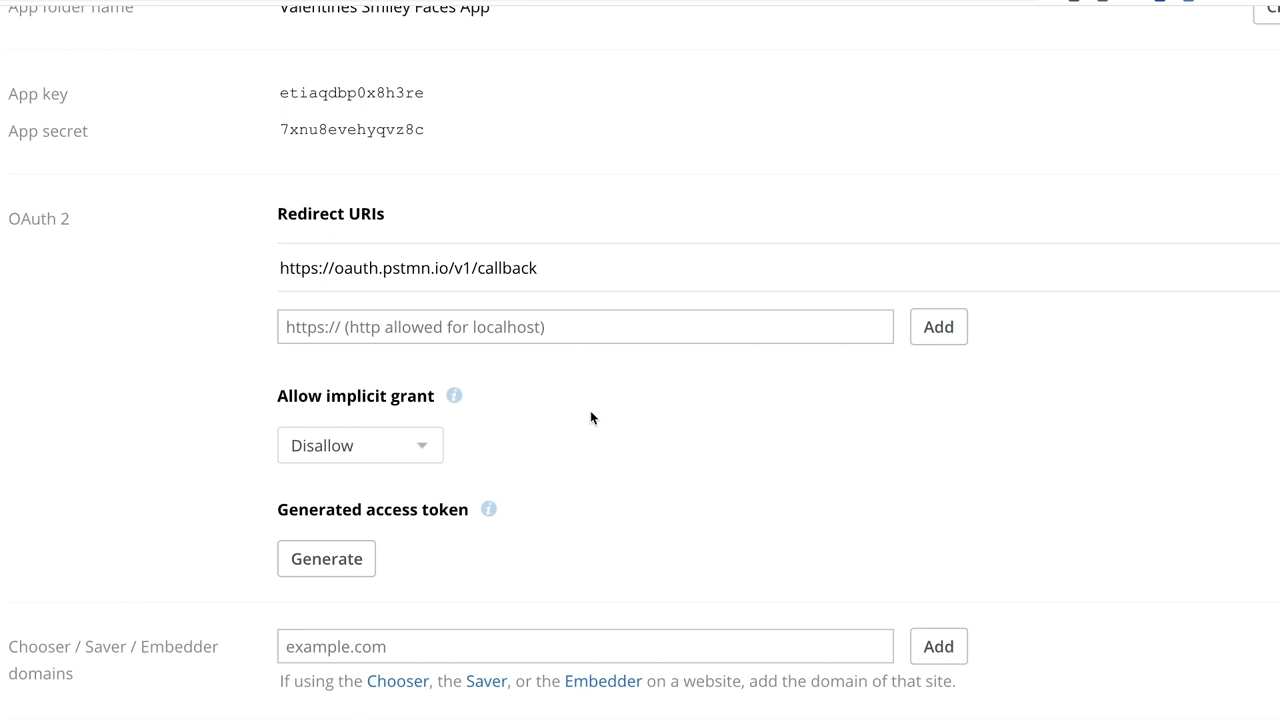 App folder name
Valentines Smiley Faces App
App key
etiaqdbp0x8h3re
App secret
7xnu8evehyqvz8c
OAuth 2
Redirect URIs
https://oauth.pstmn.io/v1/callback
https:// (http allowed for localhost)
Add
Allow implicit grant
Disallow
Generated access token
Generate
Chooser / Saver / Embedder
domains
example.com
Add
If using the Chooser, the Saver, or the Embedder on a website, add the domain of that site.